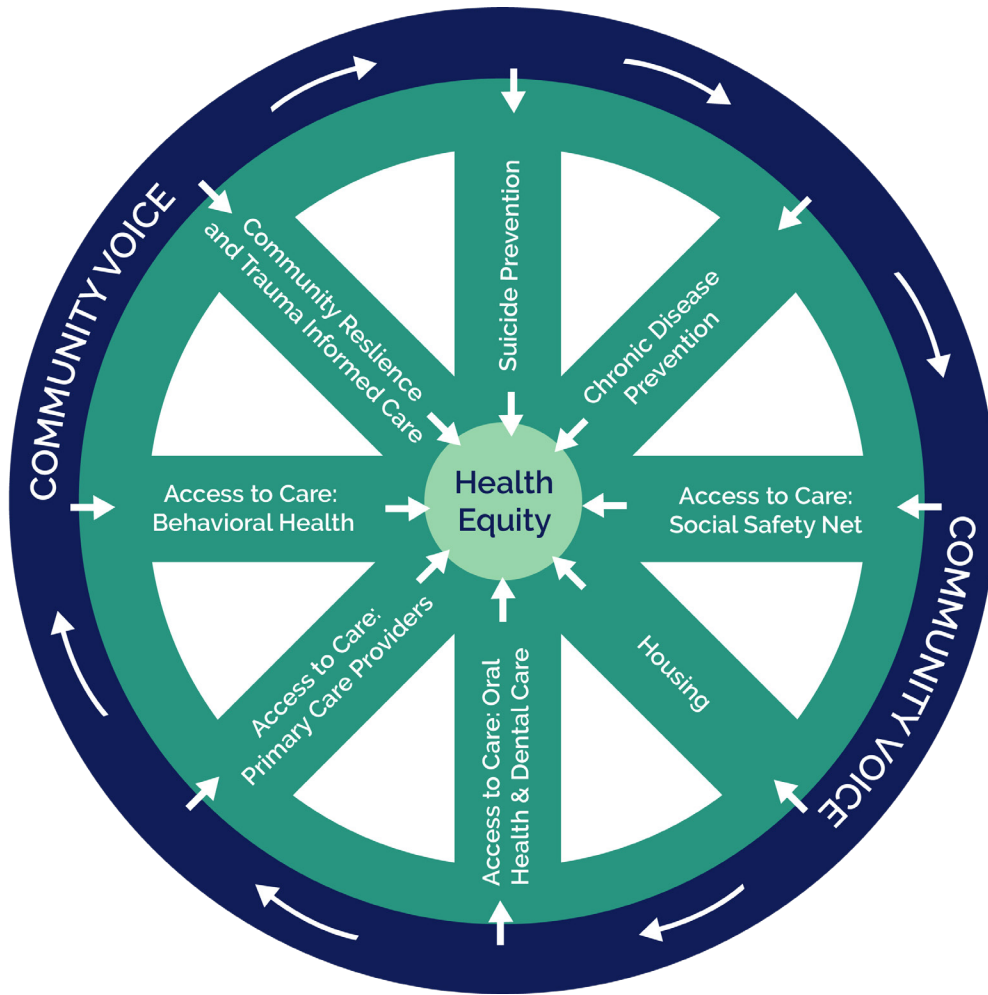 COMMUNITY VOICE
Suicide Prevention
Chronic Disease
Prevention
Access to Care:
Social Safety Net
Housing
Access to Care: Oral
Health & Dental Care
Access to Care:
Primary Care Providers
Access to Care:
Behavioral Health
Community Reslience
and Trauma Informed Care
Health
Equity
COMMUNITY VOICE